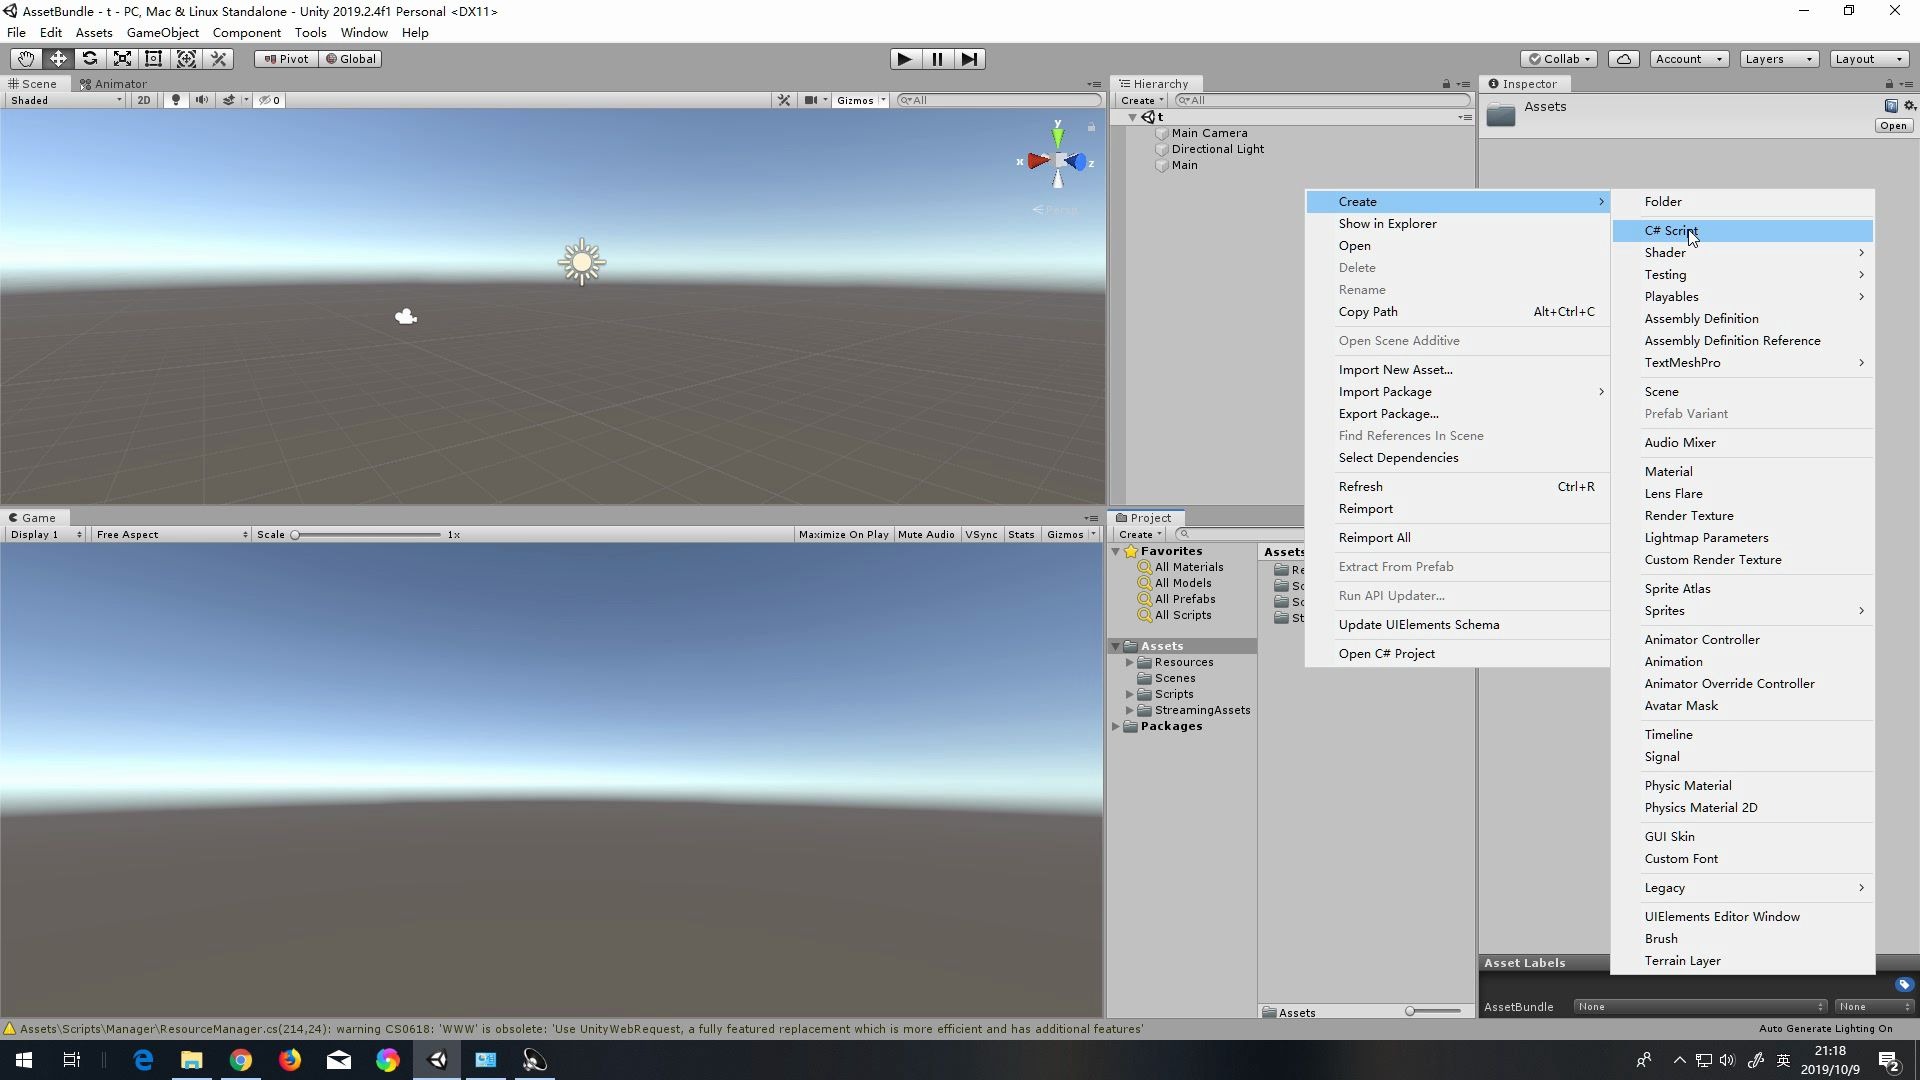 AssetBundle - t - PC, Mac & Linux Standalone - Unity 2019.2.4f1 Personal <DX11>
File Edit Assets GameObject Component Tools Window Help
Pivot Global Collab Account Layers Layout
Scene Animator
Shaded 2D 0 Gizmos All
Persp
y
x
z
Hierarchy
Create All
t
Main Camera
Directional Light
Main
Inspector
Assets
Open
Create
Show in Explorer
Open
Delete
Rename
Copy Path Alt+Ctrl+C
Open Scene Additive
Import New Asset...
Import Package
Export Package...
Find References In Scene
Select Dependencies
Refresh Ctrl+R
Reimport
Reimport All
Extract From Prefab
Run API Updater...
Update UIElements Schema
Open C# Project
Folder
C# Script
Shader
Testing
Playables
Assembly Definition
Assembly Definition Reference
TextMeshPro
Scene
Prefab Variant
Audio Mixer
Material
Lens Flare
Render Texture
Lightmap Parameters
Custom Render Texture
Sprite Atlas
Sprites
Animator Controller
Animation
Animator Override Controller
Avatar Mask
Timeline
Signal
Physic Material
Physics Material 2D
GUI Skin
Custom Font
Legacy
UIElements Editor Window
Brush
Terrain Layer
Game
Display 1 Free Aspect Scale 1x Maximize On Play Mute Audio VSync Stats Gizmos
Project
Create
Favorites
All Materials
All Models
All Prefabs
All Scripts
Assets
Resources
Scenes
Scripts
StreamingAssets
Packages
Assets
Re
Sc
Sc
St
Assets
Asset Labels
AssetBundle None None
Assets\Scripts\Manager\ResourceManager.cs(214,24): warning CS0618: 'WWW' is obsolete: 'Use UnityWebRequest, a fully featured replacement which is more efficient and has additional features'
Auto Generate Lighting On
英
21:18
2019/10/9
2